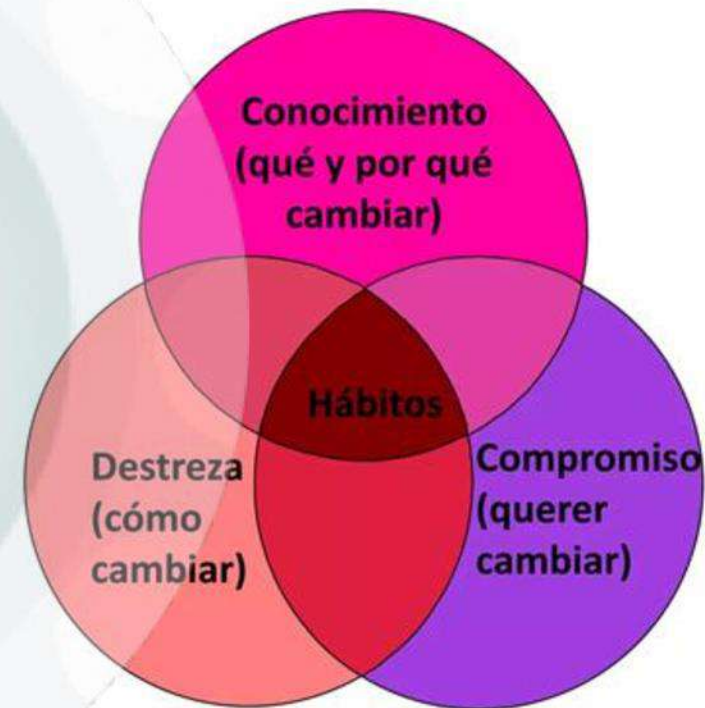 Conocimiento
(qué y por qué
cambiar)
Hábitos
Destreza
(cómo
cambiar)
Compromiso
(querer
cambiar)